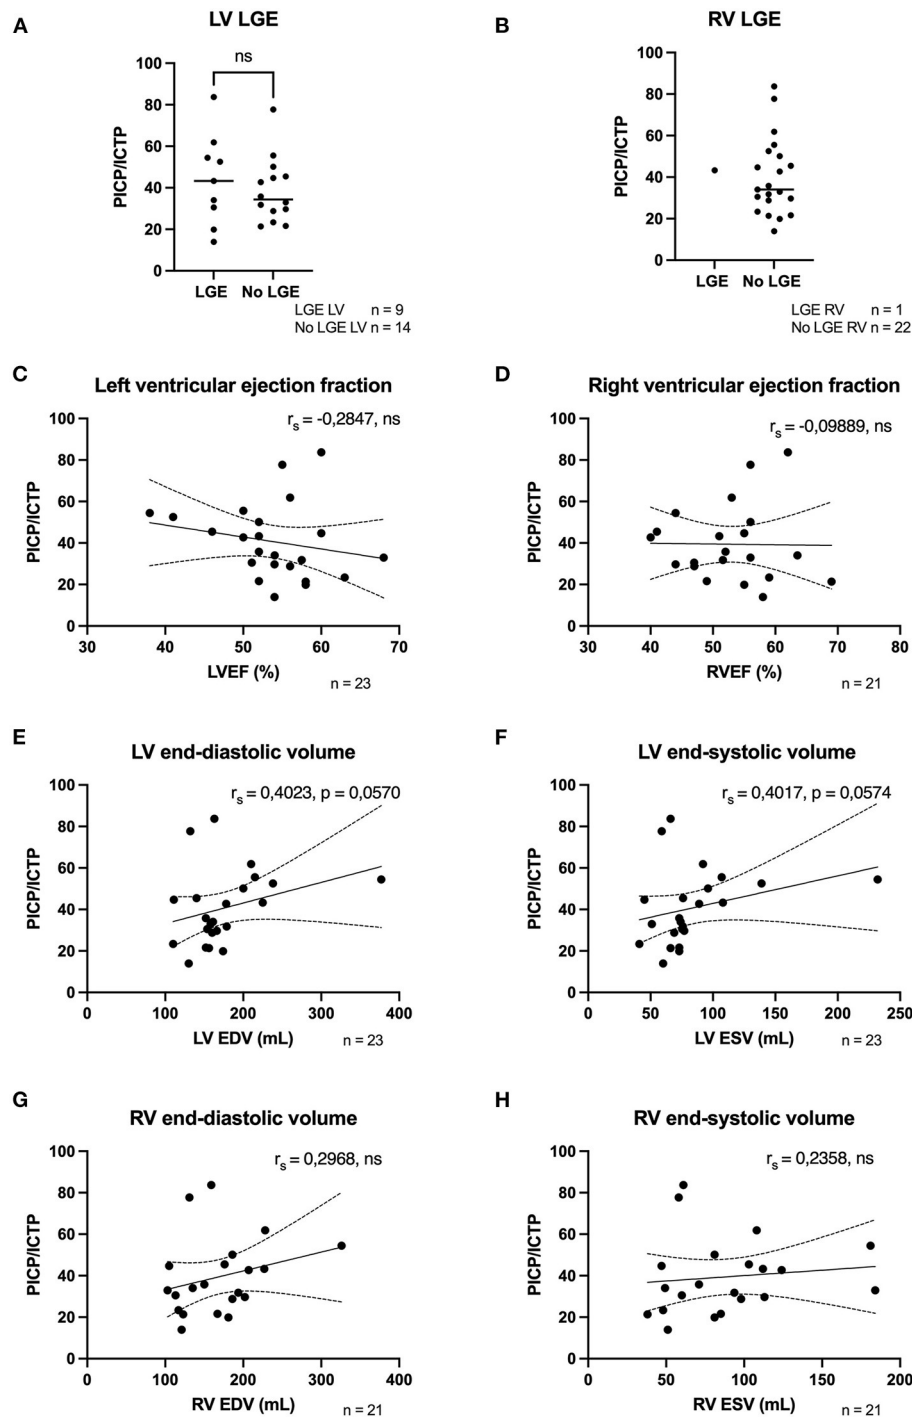 A
LV LGE
ns
PICP/ICTP
100
80
60
40
20
0
LGE No LGE
LGE LV n = 9
No LGE LV n = 14
B
RV LGE
PICP/ICTP
100
80
60
40
20
0
LGE No LGE
LGE RV n = 1
No LGE RV n = 22
C
Left ventricular ejection fraction
rs = -0,2847, ns
PICP/ICTP
100
80
60
40
20
0
30 40 50 60 70
LVEF (%)
n = 23
D
Right ventricular ejection fraction
rs = -0,09889, ns
PICP/ICTP
100
80
60
40
20
0
30 40 50 60 70 80
RVEF (%)
n = 21
E
LV end-diastolic volume
rs = 0,4023, p = 0,0570
PICP/ICTP
100
80
60
40
20
0
0 100 200 300 400
LV EDV (mL)
n = 23
F
LV end-systolic volume
rs = 0,4017, p = 0,0574
PICP/ICTP
100
80
60
40
20
0
0 50 100 150 200 250
LV ESV (mL)
n = 23
G
RV end-diastolic volume
rs = 0,2968, ns
PICP/ICTP
100
80
60
40
20
0
0 100 200 300 400
RV EDV (mL)
n = 21
H
RV end-systolic volume
rs = 0,2358, ns
PICP/ICTP
100
80
60
40
20
0
0 50 100 150 200
RV ESV (mL)
n = 21